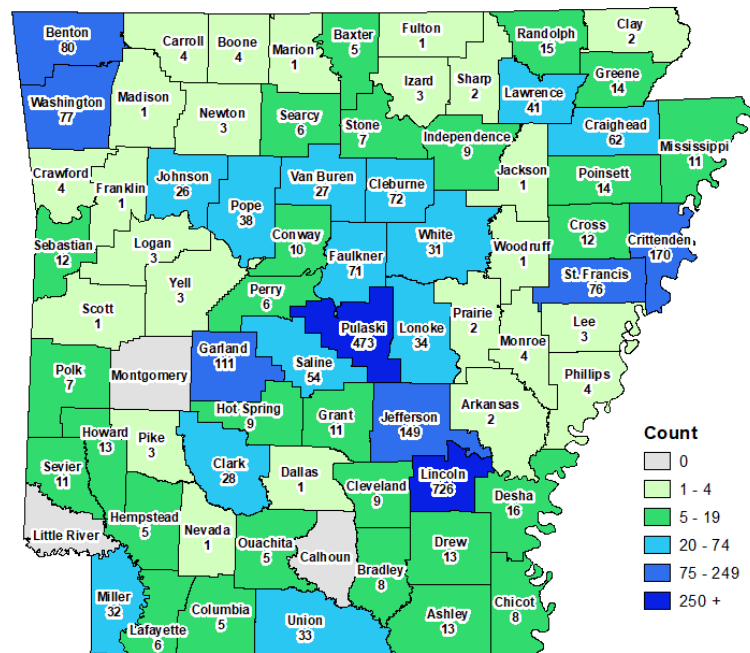 Benton
80
Carroll
4
Boone
4
Marion
1
Baxter
5
Fulton
1
Randolph
15
Clay
2
Washington
77
Madison
1
Newton
3
Searcy
6
Stone
7
Izard
3
Sharp
2
Lawrence
41
Greene
14
Independence
9
Craighead
62
Mississippi
11
Crawford
4
Franklin
1
Johnson
26
Pope
38
Van Buren
27
Cleburne
72
Jackson
1
Poinsett
14
Sebastian
12
Logan
3
Conway
10
Faulkner
71
White
31
Woodruff
1
Cross
12
Crittenden
170
Yell
3
Perry
6
St. Francis
76
Scott
1
Pulaski
473
Lonoke
34
Prairie
2
Monroe
4
Lee
3
Polk
7
Montgomery
Garland
111
Saline
54
Phillips
4
Hot Spring
9
Grant
11
Jefferson
149
Arkansas
2
Howard
13
Pike
3
Sevier
11
Clark
28
Dallas
1
Cleveland
9
Lincoln
726
Desha
16
Little River
Hempstead
5
Nevada
1
Ouachita
5
Calhoun
Bradley
8
Drew
13
Miller
32
Lafayette
6
Columbia
5
Union
33
Ashley
13
Chicot
8
Count
0
1 - 4
5 - 19
20 - 74
75 - 249
250 +